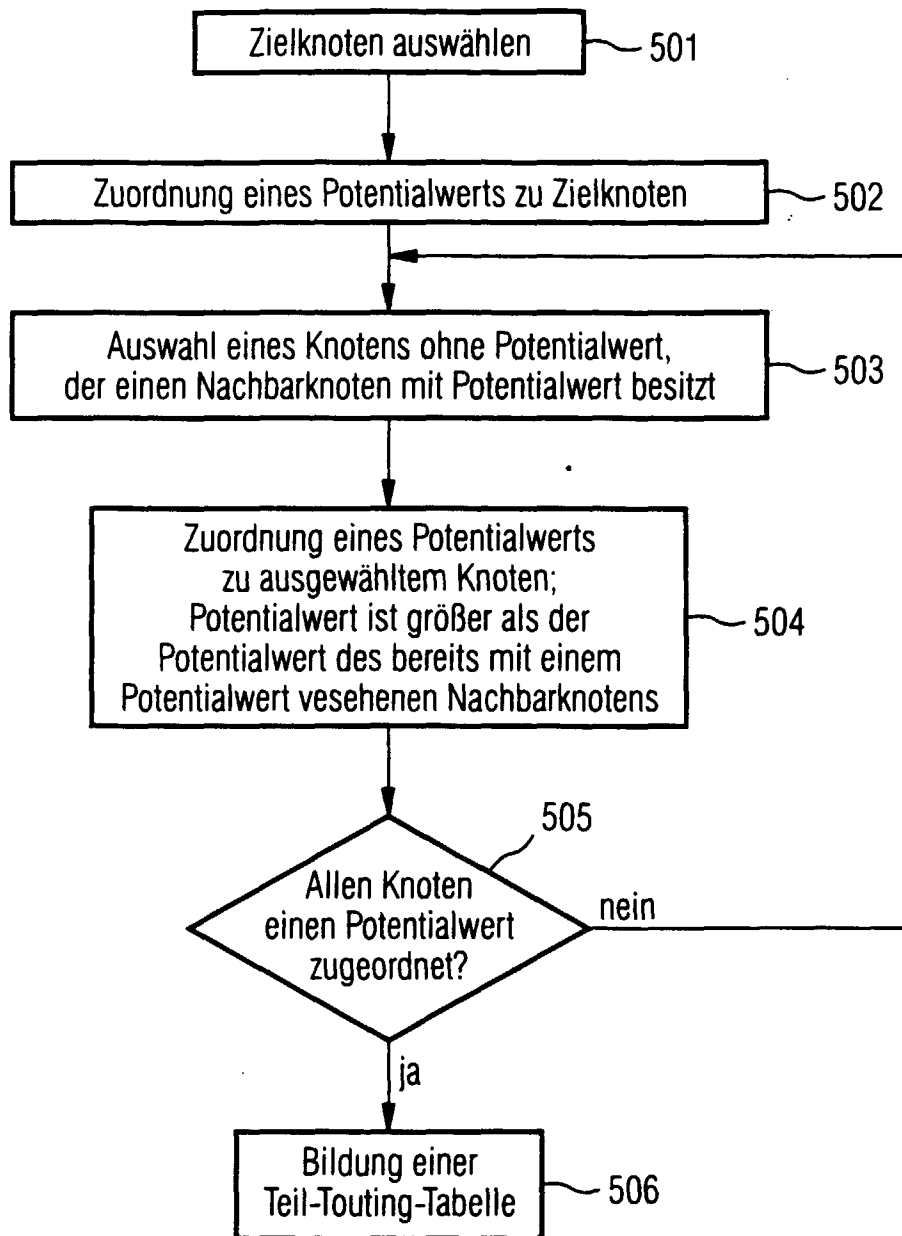 Zielknoten auswählen
501
Zuordnung eines Potentialwerts zu Zielknoten
502
Auswahl eines Knotens ohne Potentialwert,
der einen Nachbarknoten mit Potentialwert besitzt
503
Zuordnung eines Potentialwerts
zu ausgewähltem Knoten;
Potentialwert ist größer als der
Potentialwert des bereits mit einem
Potentialwert vesehenen Nachbarknotens
504
505
Allen Knoten
einen Potentialwert
zugeordnet?
nein
ja
Bildung einer
Teil-Touting-Tabelle
506